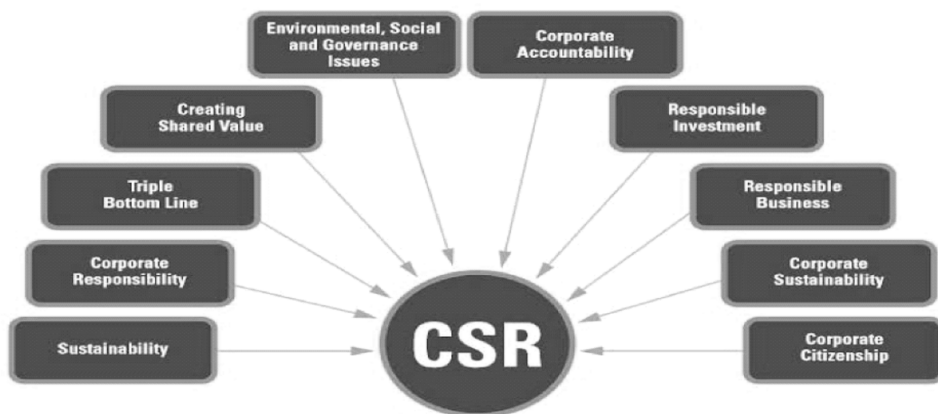 Environmental, Social
and Governance
Issues
Corporate
Accountability
Creating
Shared Value
Responsible
Investment
Triple
Bottom Line
Responsible
Business
Corporate
Responsibility
Corporate
Sustainability
Sustainability
CSR
Corporate
Citizenship